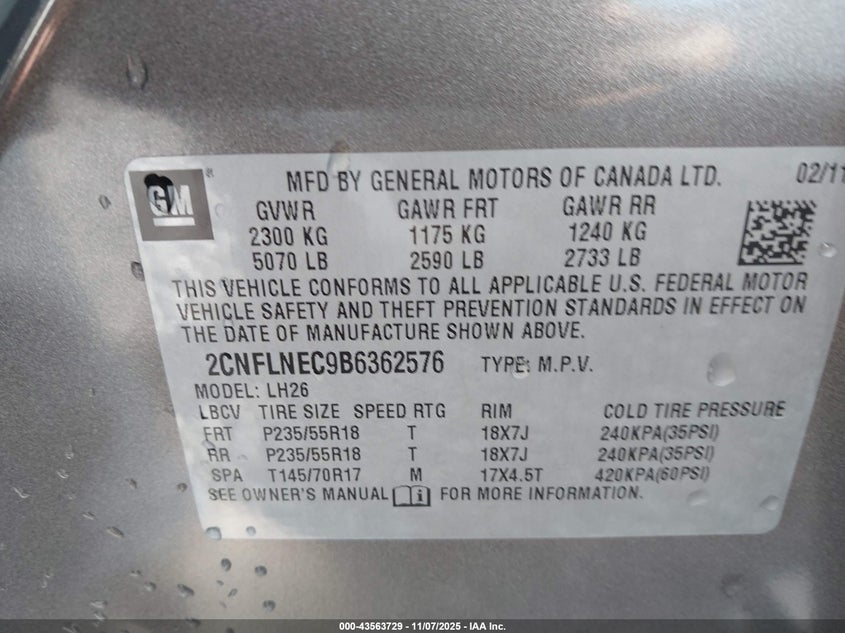 GM ® MFD BY GENERAL MOTORS OF CANADA LTD. 02/11
GVWR GAWR FRT GAWR RR
2300 KG 1175 KG 1240 KG
5070 LB 2590 LB 2733 LB
THIS VEHICLE CONFORMS TO ALL APPLICABLE U.S. FEDERAL MOTOR
VEHICLE SAFETY AND THEFT PREVENTION STANDARDS IN EFFECT ON
THE DATE OF MANUFACTURE SHOWN ABOVE.
2CNFLNEC9B6362576 TYPE: M.P.V.
MODEL: LH26
LBCV TIRE SIZE SPEED RTG RIM COLD TIRE PRESSURE
FRT P235/55R18 T 18X7J 240KPA(35PSI)
RR P235/55R18 T 18X7J 240KPA(35PSI)
SPA T145/70R17 M 17X4.5T 420KPA(60PSI)
SEE OWNER'S MANUAL FOR MORE INFORMATION.
000-43563729 - 11/07/2025 - IAA Inc.